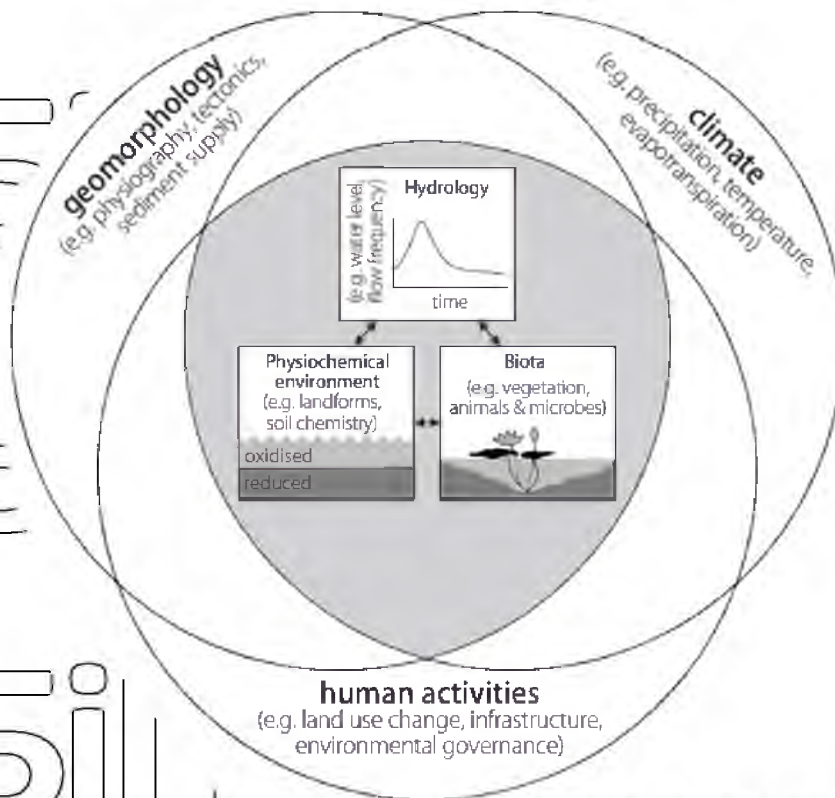 geomorphology
(e.g. physiography, tectonics,
sediment supply)
climate
(e.g. precipitation, temperature,
evapotranspiration)
Hydrology
(e.g. water level,
flow frequency)
time
Physiochemical
environment
(e.g. landforms,
soil chemistry)
oxidised
reduced
Biota
(e.g. vegetation,
animals & microbes)
human activities
(e.g. land use change, infrastructure,
environmental governance)